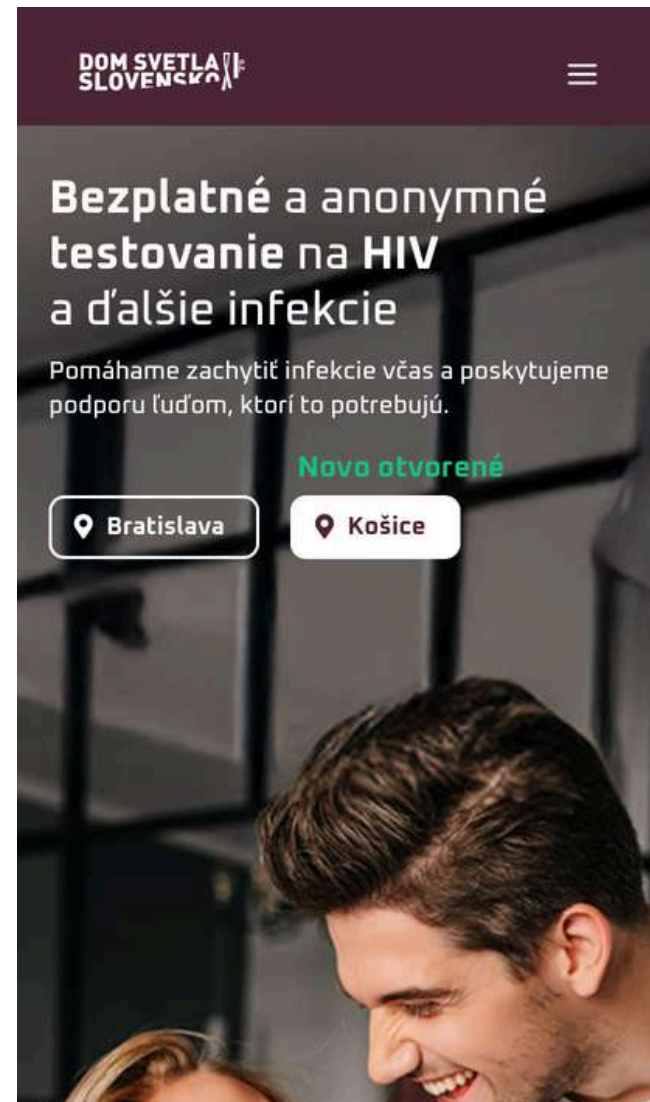 DOM SVETLA
SLOVENSKO
Bezplatné a anonymné
testovanie na HIV
a ďalšie infekcie
Pomáhame zachytiť infekcie včas a poskytujeme
podporu ľuďom, ktorí to potrebujú.
Novo otvorené
Bratislava
Košice